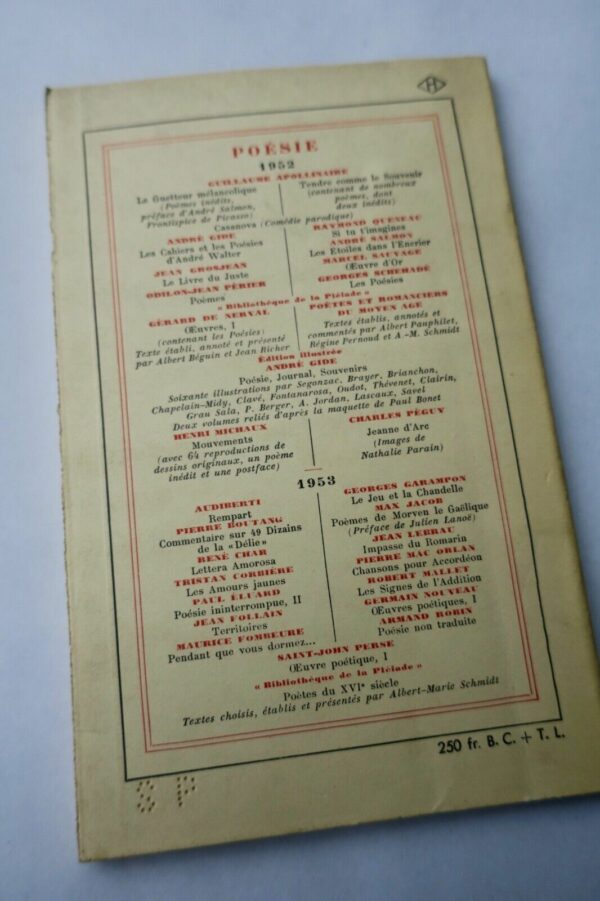 H
POÉSIE
1952
GUILLAUME APOLLINAIRE
La Guetteur mélancolique
(Poèmes inédits,
préface d'André Salmon,
frontispice de Picasso)
Tendre comme le Souvenir
(contenant de nombreux
poèmes, dont
deux inédits)
Casanova (Comédie parodique)
ANDRÉ GIDE
Les Cahiers et les Poésies
d'André Walter
JEAN GROSJEAN
Le Livre du Juste
ODILON-JEAN PÉRIER
Poèmes
RAYMOND QUENEAU
Si tu t'imagines
ANDRÉ SALMON
Les Étoiles dans l'Encrier
MARCEL SAUVAGE
Œuvre d'Or
GEORGES SCHEHADÉ
Les Poésies
« Bibliothèque de la Pléiade »
GÉRARD DE NERVAL
Œuvres, I
(contenant les Poésies)
Texte établi, annoté et présenté
par Albert Béguin et Jean Richer
POÈTES ET ROMANCIERS
DU MOYEN AGE
Textes établis, annotés et
commentés par Albert Pauphilet,
Régine Pernoud et A.-M. Schmidt
Édition illustrée
ANDRÉ GIDE
Poésie, Journal, Souvenirs
Soixante illustrations par Segonzac, Brayer, Brianchon,
Chapelain-Midy, Clavé, Fontanarosa, Oudot, Thévenet, Clairin,
Grau Sala, P. Berger, A. Jordan, Lascaux, Savel
Deux volumes reliés d'après la maquette de Paul Bonet
HENRI MICHAUX
Mouvements
(avec 64 reproductions de
dessins originaux, un poème
inédit et une postface)
CHARLES PÉGUY
Jeanne d'Arc
(Images de
Nathalie Parain)
1953
AUDIBERTI
Rempart
PIERRE BOUTANG
Commentaire sur 49 Dizains
de la «Délie»
RENÉ CHAR
Lettera Amorosa
TRISTAN CORBIÈRE
Les Amours jaunes
PAUL ÉLUARD
Poésie ininterrompue, II
JEAN FOLLAIN
Territoires
MAURICE FOMBEURE
Pendant que vous dormez...
GEORGES GARAMPON
Le Jeu et la Chandelle
MAX JACOB
Poèmes de Morven le Gaëlique
(Préface de Julien Lanoë)
JEAN LEBRAU
Impasse du Romarin
PIERRE MAC ORLAN
Chansons pour Accordéon
ROBERT MALLET
Les Signes de l'Addition
GERMAIN NOUVEAU
Œuvres poétiques, I
ARMAND ROBIN
Poésie non traduite
SAINT-JOHN PERSE
Œuvre poétique, I
« Bibliothèque de la Pléiade »
Poètes du XVIᵉ siècle
Textes choisis, établis et présentés par Albert-Marie Schmidt
250 fr. B. C. + T. L.
S P